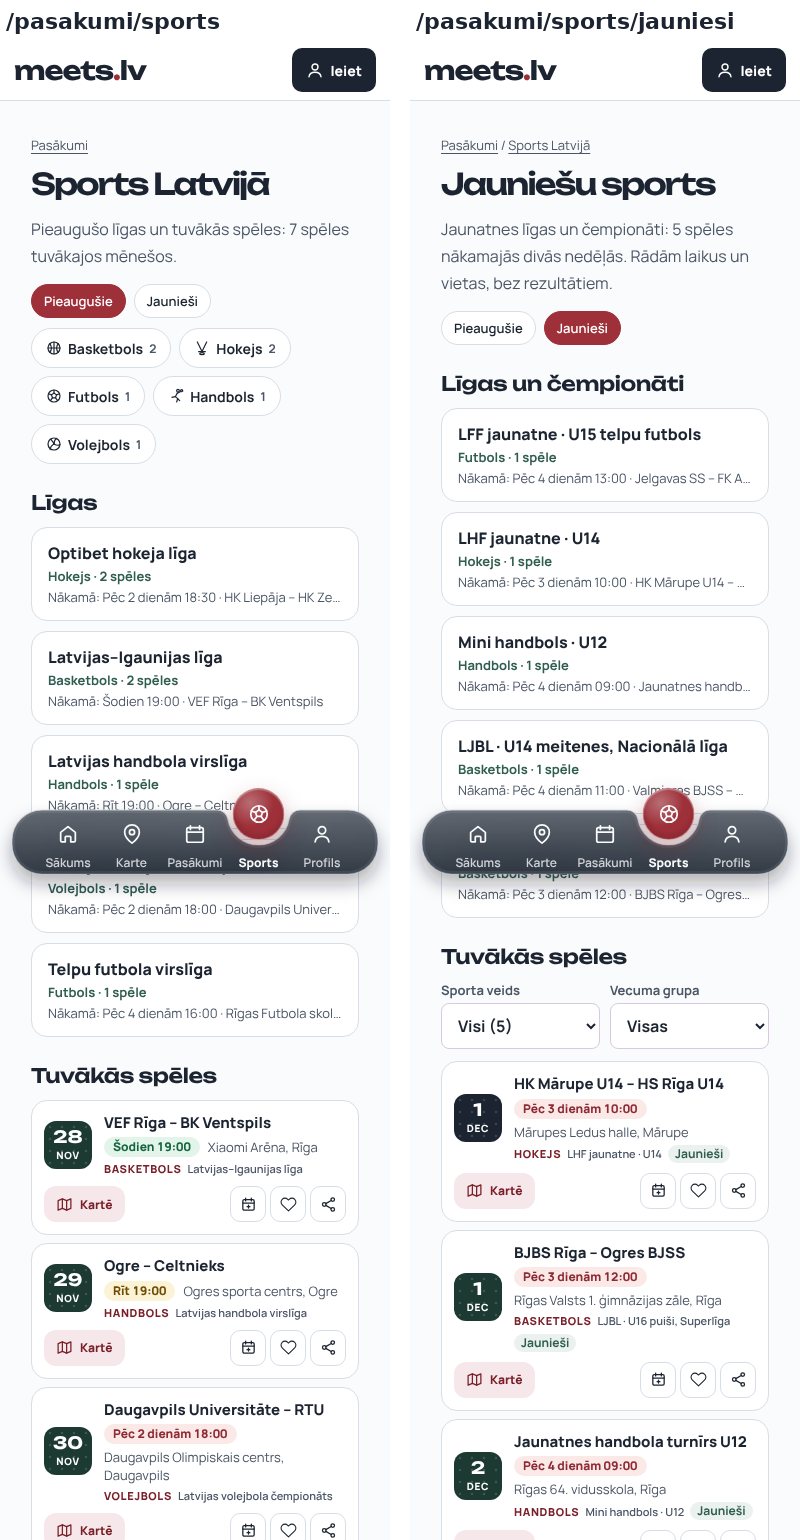 /pasakumi/sports
meets.lv
Ieiet
Pasākumi
Sports Latvijā
Pieaugušo līgas un tuvākās spēles: 7 spēles
tuvākajos mēnešos.
Pieaugušie
Jaunieši
Basketbols 2
Hokejs 2
Futbols 1
Handbols 1
Volejbols 1
Līgas
Optibet hokeja līga
Hokejs · 2 spēles
Nākamā: Pēc 2 dienām 18:30 · HK Liepāja – HK Ze...
Latvijas–Igaunijas līga
Basketbols · 2 spēles
Nākamā: Šodien 19:00 · VEF Rīga – BK Ventspils
Latvijas handbola virslīga
Handbols · 1 spēle
Nākamā: Rīt 19:00 · Ogre – Celtn
Sākums
Karte
Pasākumi
Sports
Profils
Volejbols · 1 spēle
Nākamā: Pēc 2 dienām 18:00 · Daugavpils Univer...
Telpu futbola virslīga
Futbols · 1 spēle
Nākamā: Pēc 4 dienām 16:00 · Rīgas Futbola skol...
Tuvākās spēles
28 NOV
VEF Rīga – BK Ventspils
Šodien 19:00 Xiaomi Arēna, Rīga
BASKETBOLS Latvijas–Igaunijas līga
Kartē
29 NOV
Ogre – Celtnieks
Rīt 19:00 Ogres sporta centrs, Ogre
HANDBOLS Latvijas handbola virslīga
Kartē
30 NOV
Daugavpils Universitāte – RTU
Pēc 2 dienām 18:00
Daugavpils Olimpiskais centrs,
Daugavpils
VOLEJBOLS Latvijas volejbola čempionāts
Kartē
/pasakumi/sports/jauniesi
meets.lv
Ieiet
Pasākumi / Sports Latvijā
Jauniešu sports
Jaunatnes līgas un čempionāti: 5 spēles
nākamajās divās nedēļās. Rādām laikus un
vietas, bez rezultātiem.
Pieaugušie
Jaunieši
Līgas un čempionāti
LFF jaunatne · U15 telpu futbols
Futbols · 1 spēle
Nākamā: Pēc 4 dienām 13:00 · Jelgavas SS – FK A...
LHF jaunatne · U14
Hokejs · 1 spēle
Nākamā: Pēc 3 dienām 10:00 · HK Mārupe U14 – ...
Mini handbols · U12
Handbols · 1 spēle
Nākamā: Pēc 4 dienām 09:00 · Jaunatnes handb...
LJBL · U14 meitenes, Nacionālā līga
Basketbols · 1 spēle
Nākamā: Pēc 4 dienām 11:00 · Valmieras BJSS – ...
Sākums
Karte
Pasākumi
Sports
Profils
Basketbols · 1 spēle
Nākamā: Pēc 3 dienām 12:00 · BJBS Rīga – Ogres...
Tuvākās spēles
Sporta veids
Vecuma grupa
Visi (5)
Visas
1 DEC
HK Mārupe U14 – HS Rīga U14
Pēc 3 dienām 10:00
Mārupes Ledus halle, Mārupe
HOKEJS LHF jaunatne · U14 Jaunieši
Kartē
1 DEC
BJBS Rīga – Ogres BJSS
Pēc 3 dienām 12:00
Rīgas Valsts 1. ģimnāzijas zāle, Rīga
BASKETBOLS LJBL · U16 puiši, Superlīga
Jaunieši
Kartē
2 DEC
Jaunatnes handbola turnīrs U12
Pēc 4 dienām 09:00
Rīgas 64. vidusskola, Rīga
HANDBOLS Mini handbols · U12 Jaunieši